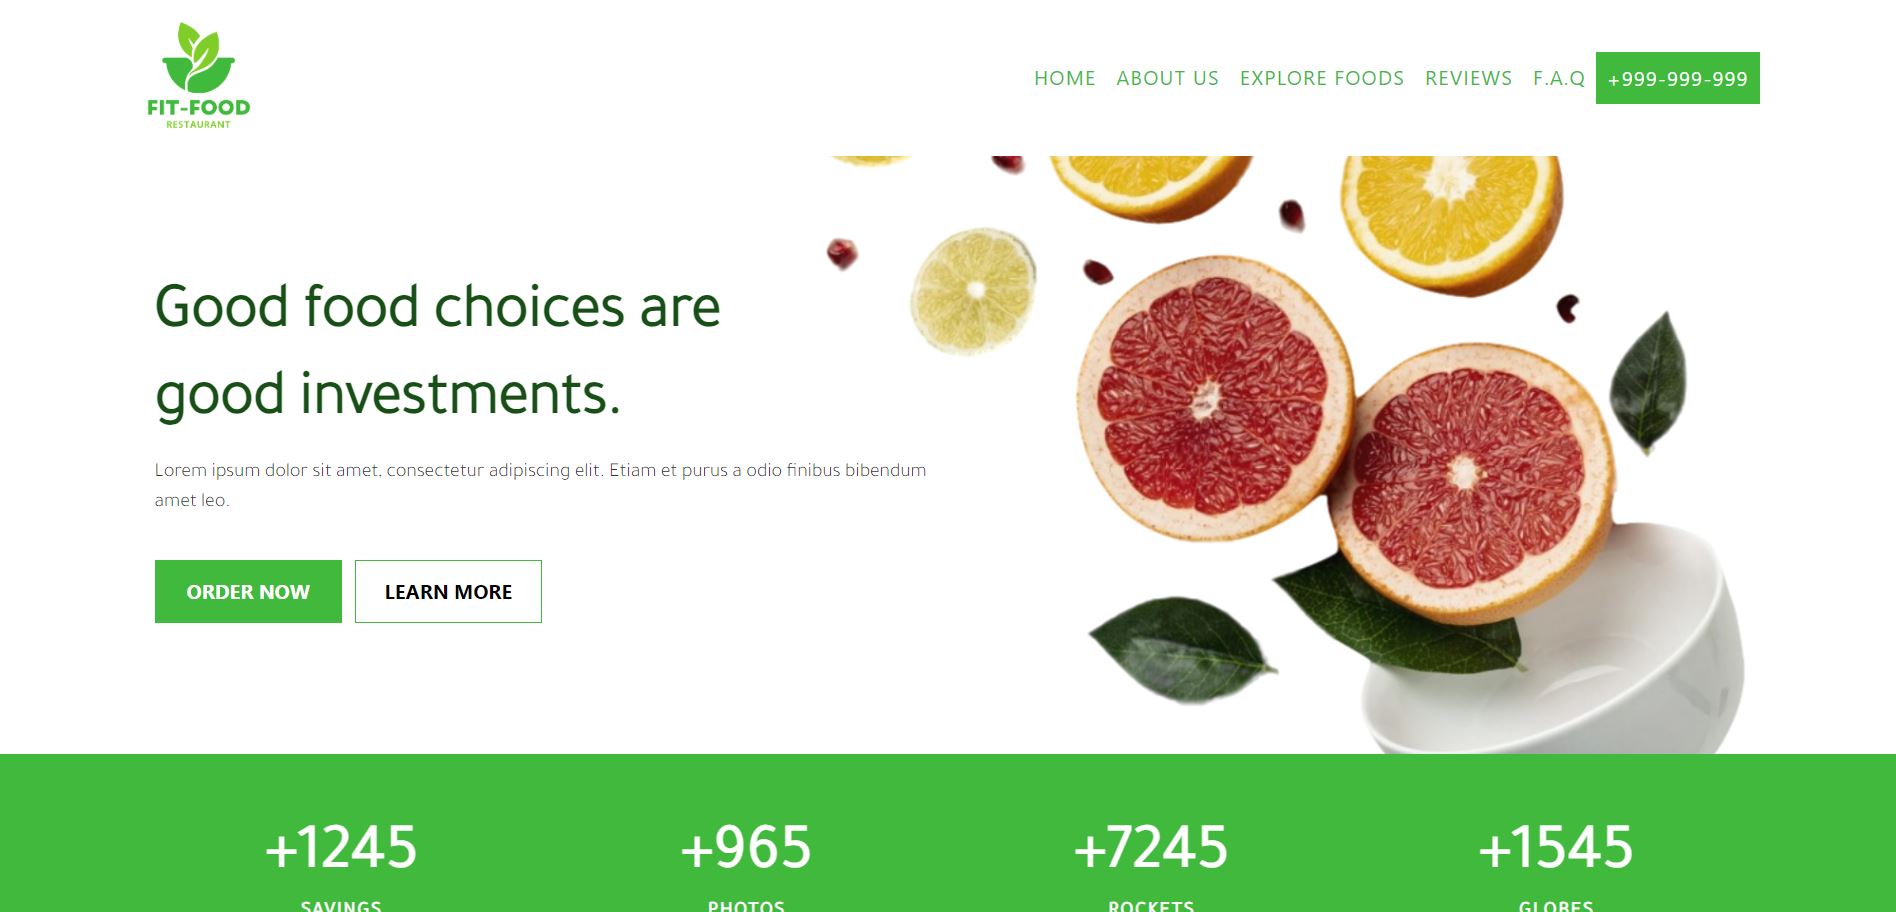 FIT-FOOD
RESTAURANT
HOME ABOUT US EXPLORE FOODS REVIEWS F.A.Q +999-999-999
Good food choices are
good investments.
Lorem ipsum dolor sit amet, consectetur adipiscing elit. Etiam et purus a odio finibus bibendum
amet leo.
ORDER NOW LEARN MORE
+1245 +965 +7245 +1545
SAVINGS PHOTOS ROCKETS GLOBES